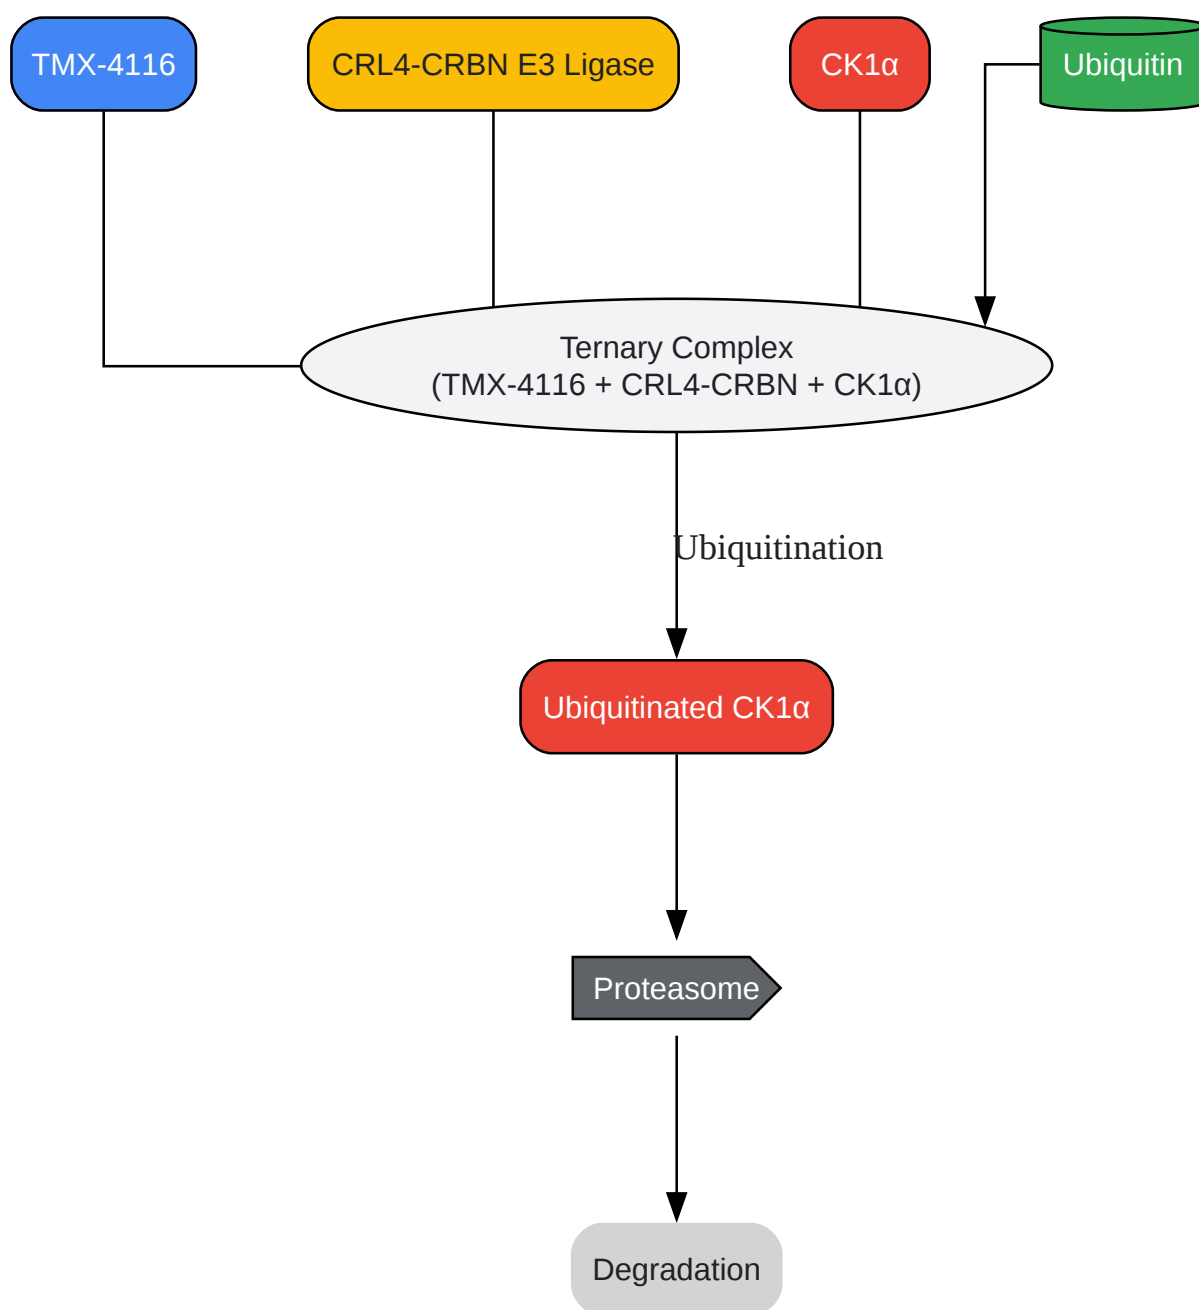 TMX-4116
CRL4-CRBN E3 Ligase
CK1α
Ubiquitin
Ternary Complex
(TMX-4116 + CRL4-CRBN + CK1α)
Ubiquitination
Ubiquitinated CK1α
Proteasome
Degradation